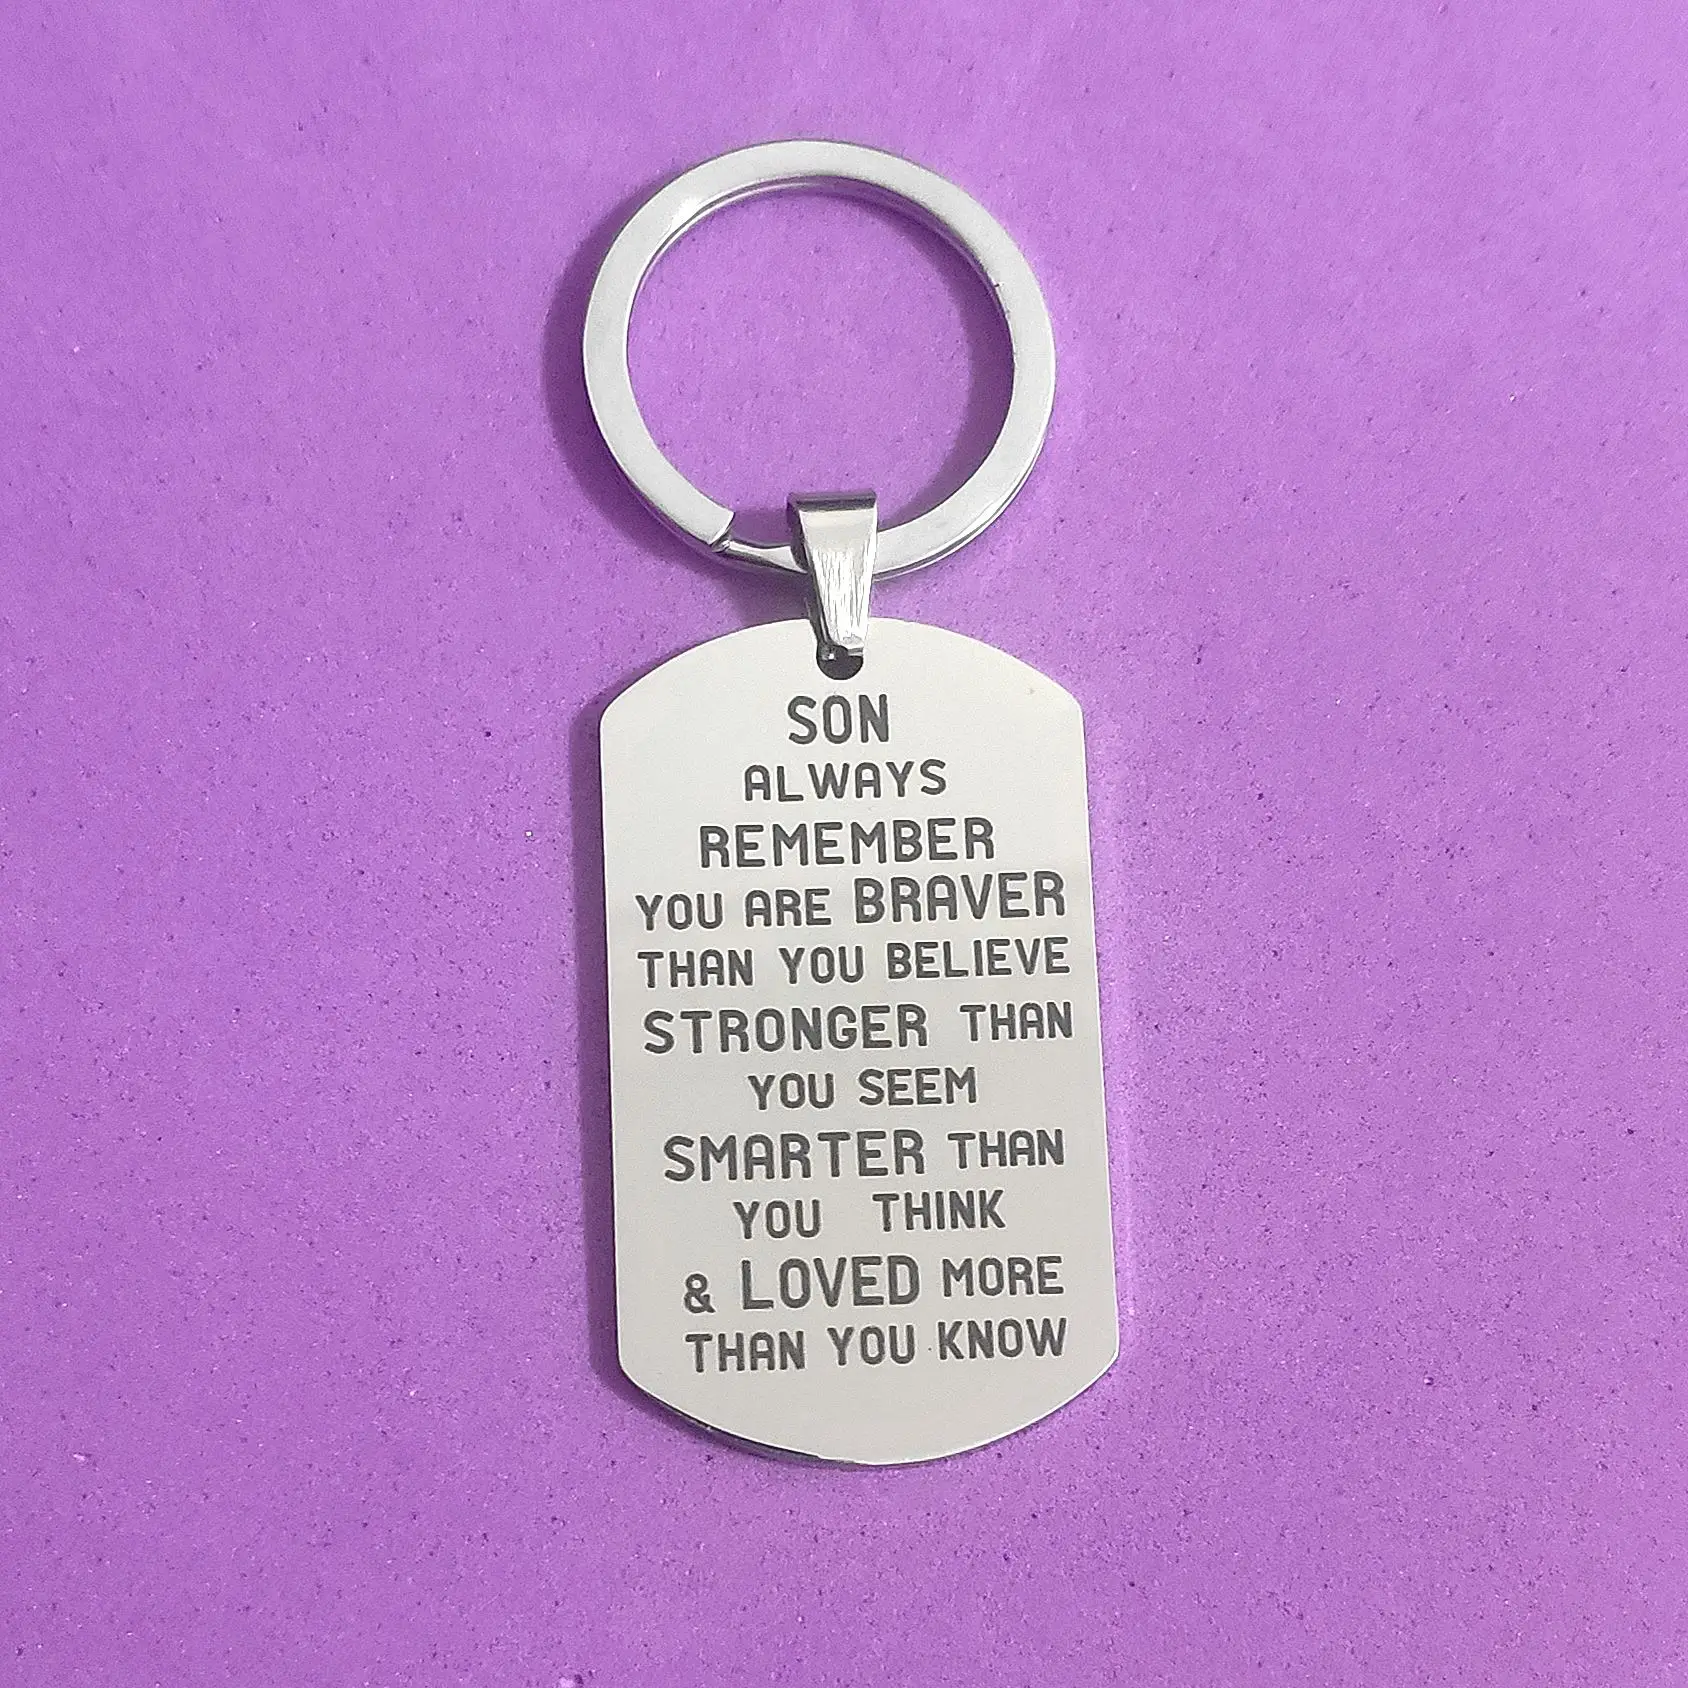 SON
ALWAYS
REMEMBER
YOU ARE BRAVER
THAN YOU BELIEVE
STRONGER THAN
YOU SEEM
SMARTER THAN
YOU THINK
& LOVED MORE
THAN YOU KNOW